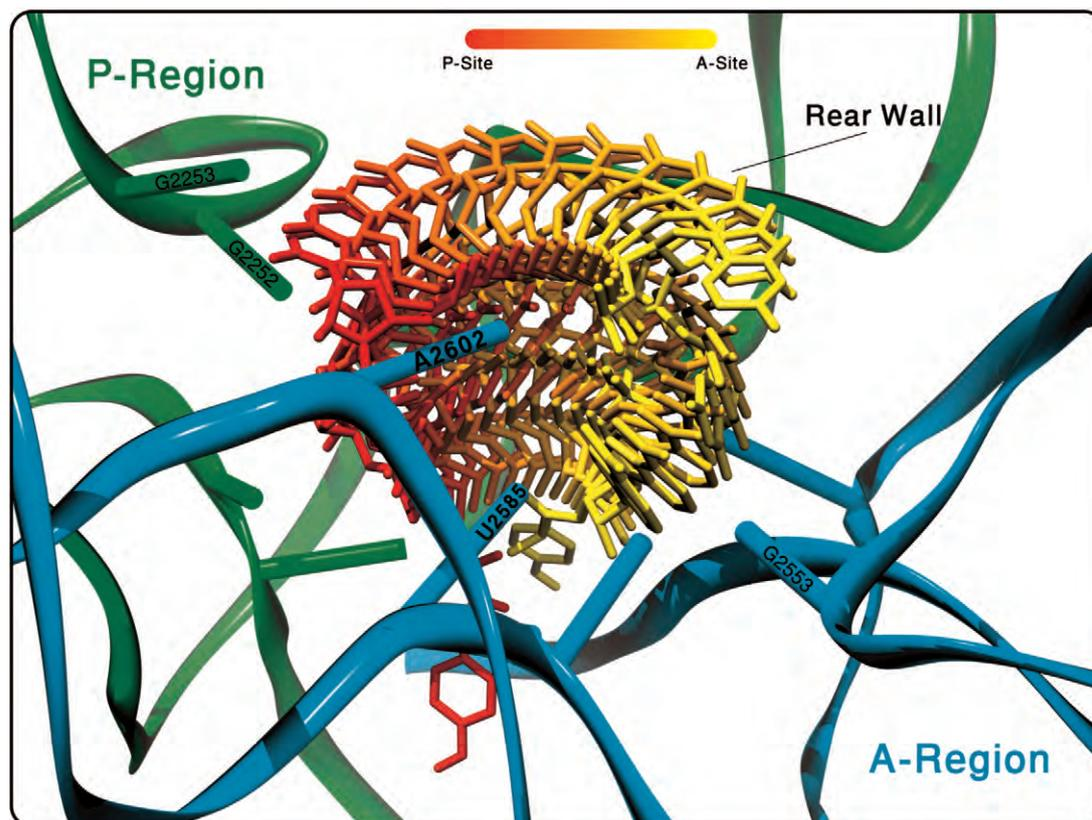 P-Region
P-Site
A-Site
Rear Wall
G2253
G2252
A2602
U2585
G2553
A-Region